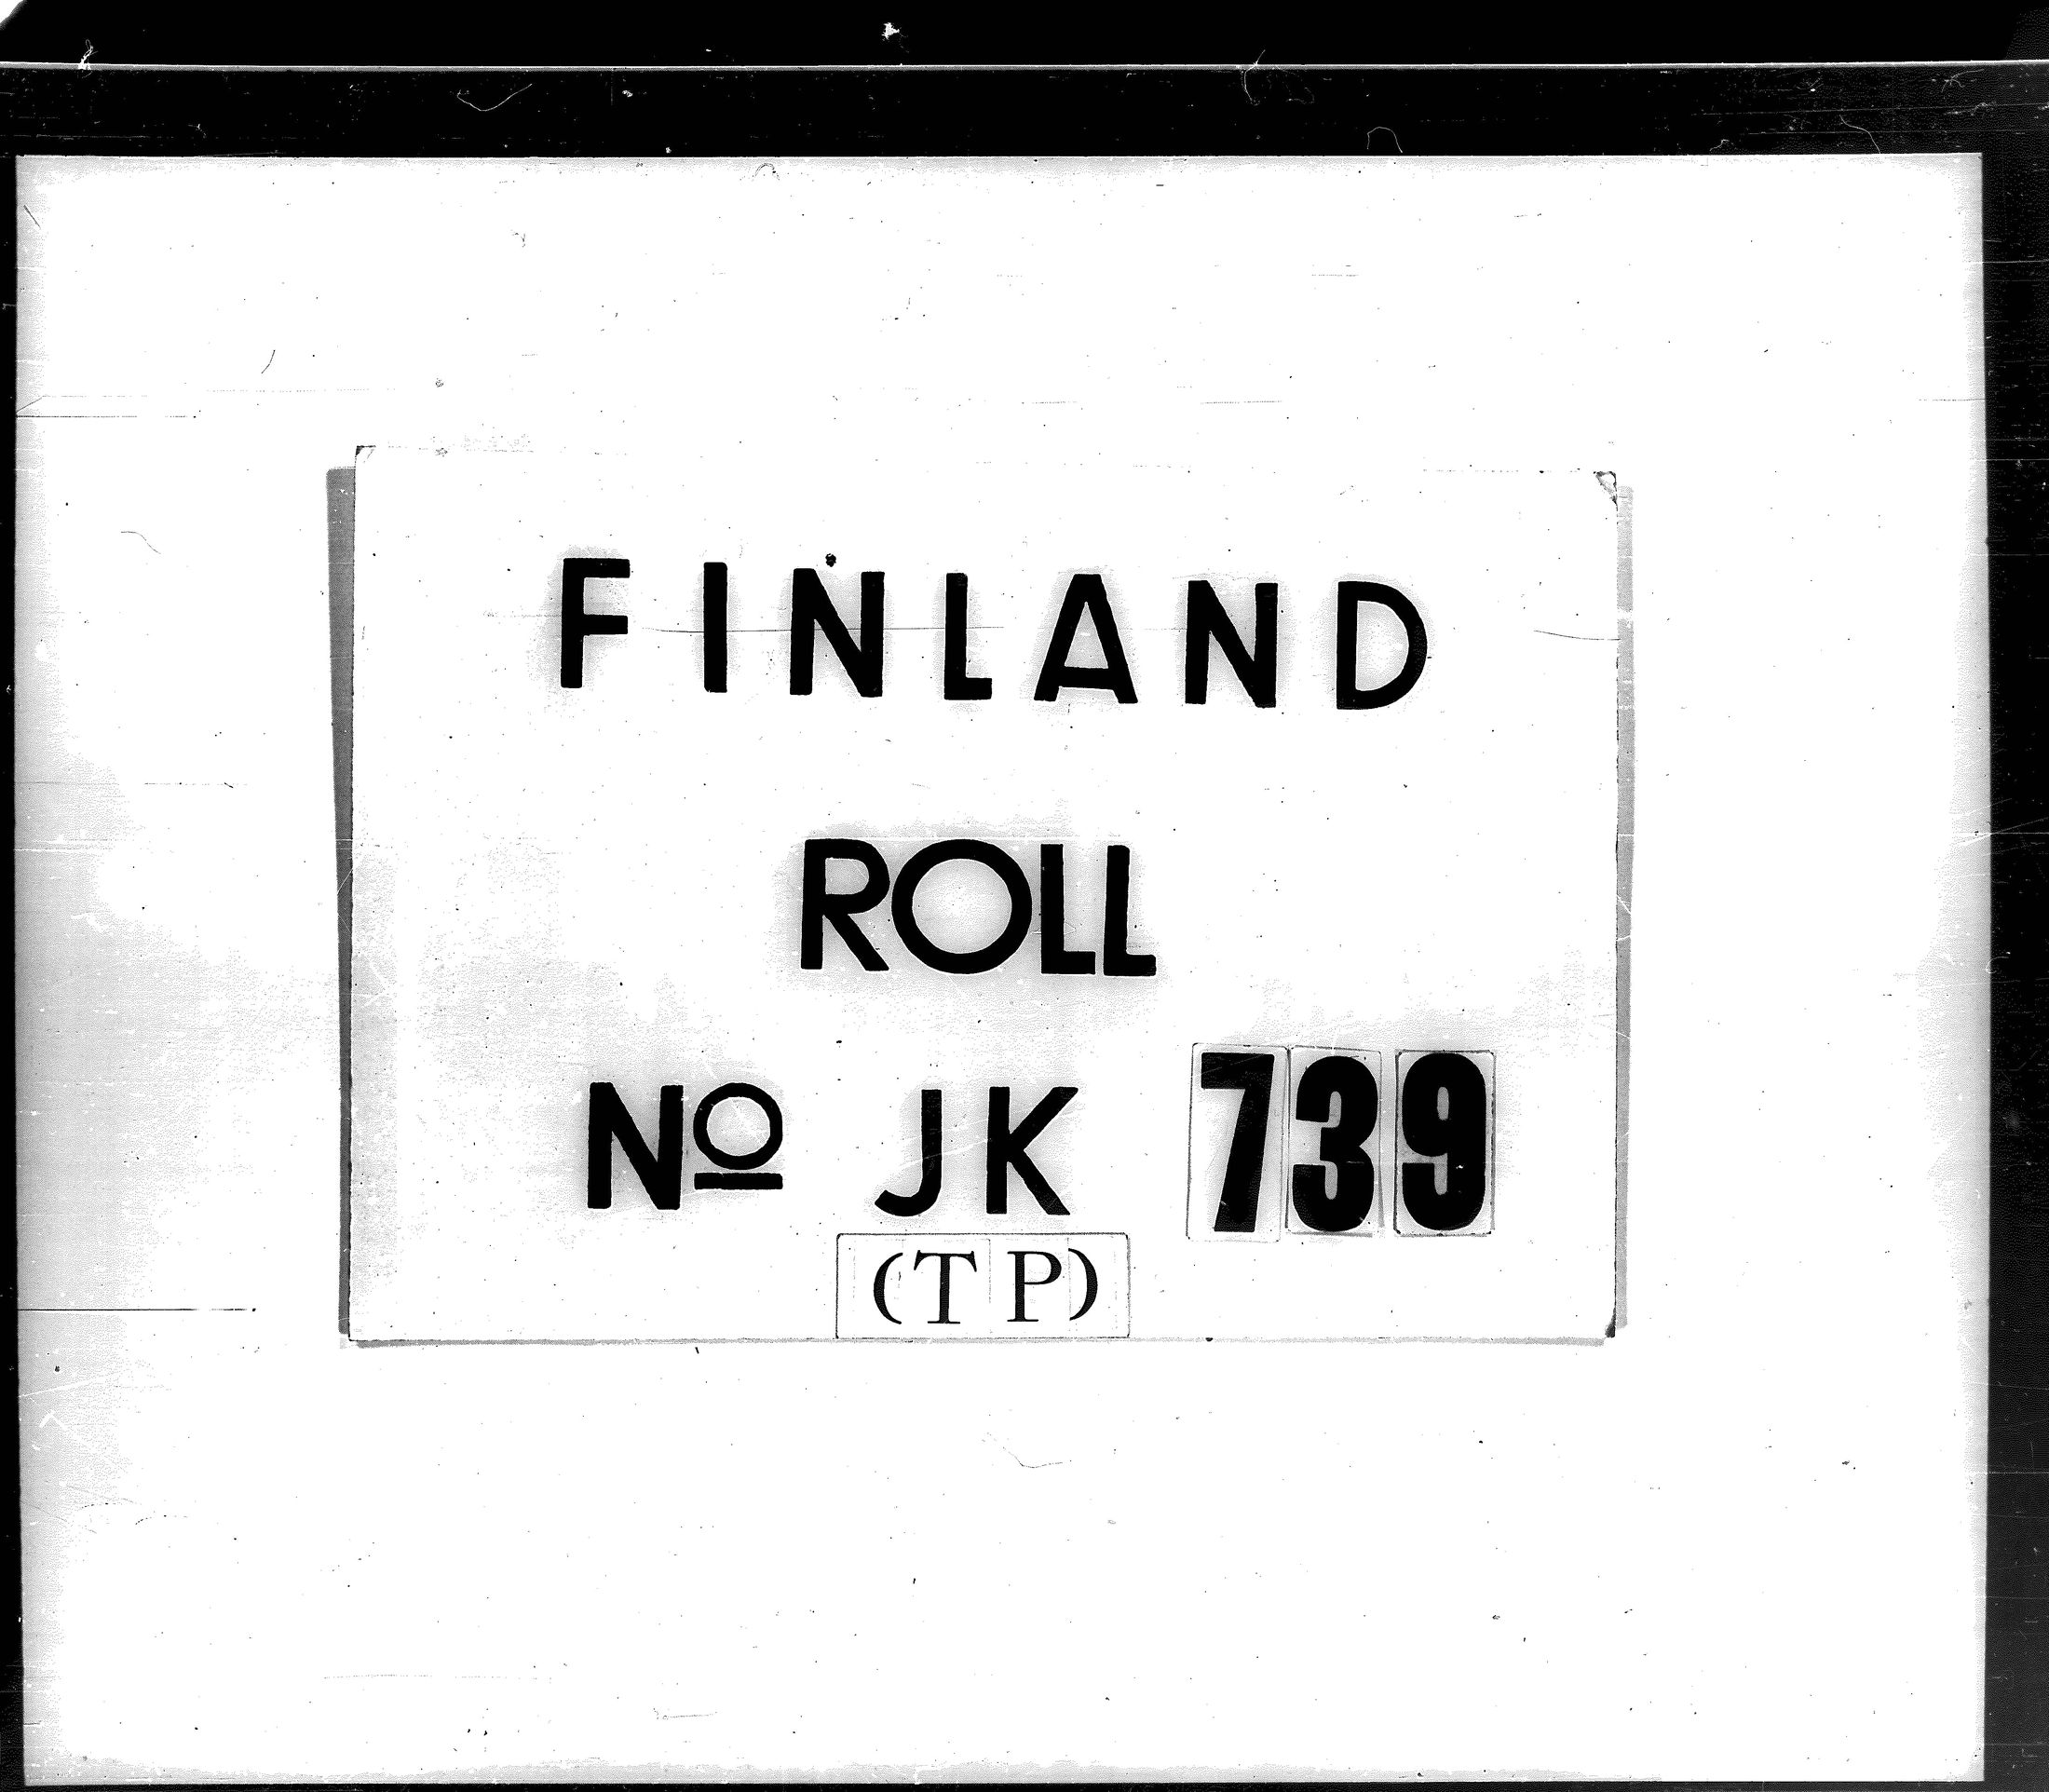 FINLAND
ROLL
Nº JK 739
(TP)